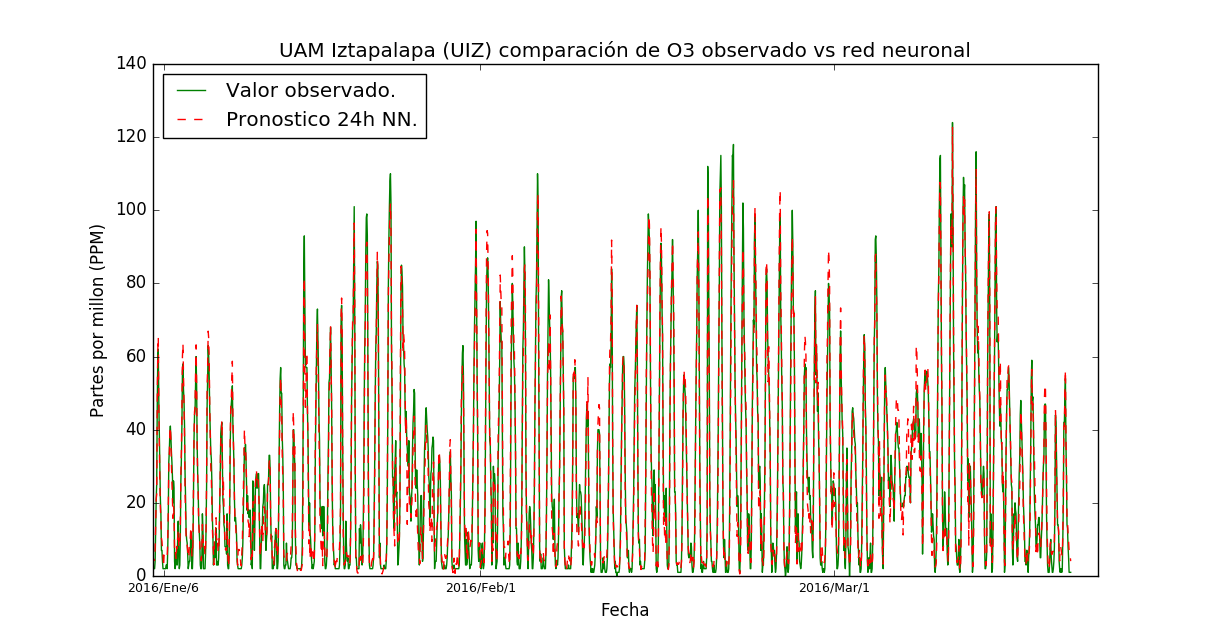 UAM Iztapalapa (UIZ) comparación de O3 observado vs red neuronal
140
120
100
80
60
40
20
0
Partes por millon (PPM)
Valor observado.
Pronostico 24h NN.
2016/Ene/6
2016/Feb/1
2016/Mar/1
Fecha